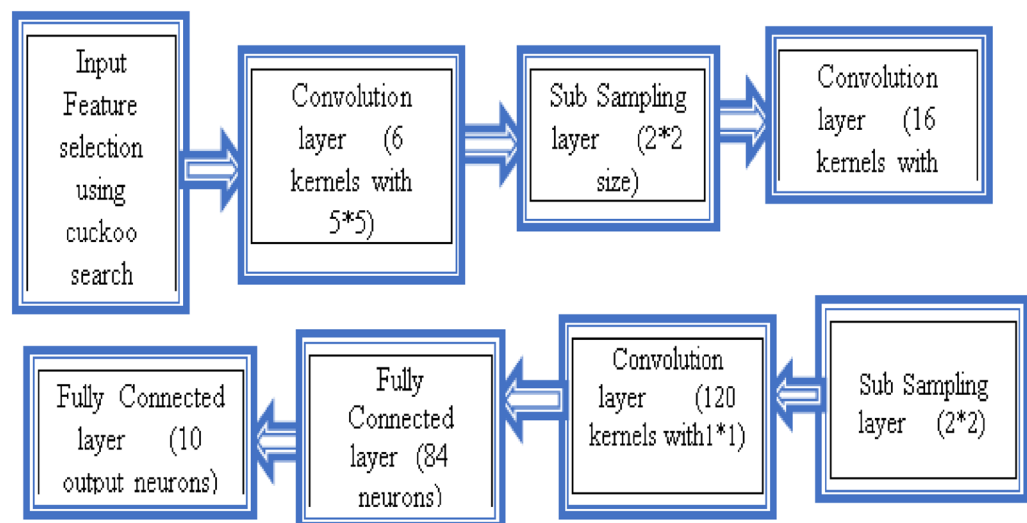 Input
Feature
selection
using
cuckoo
search
Convolution
layer (6
kernels with
5*5)
Sub Sampling
layer (2*2
size)
Convolution
layer (16
kernels with
Sub Sampling
layer (2*2)
Convolution
layer (120
kernels with1*1)
Fully
Connected
layer (84
neurons)
Fully Connected
layer (10
output neurons)